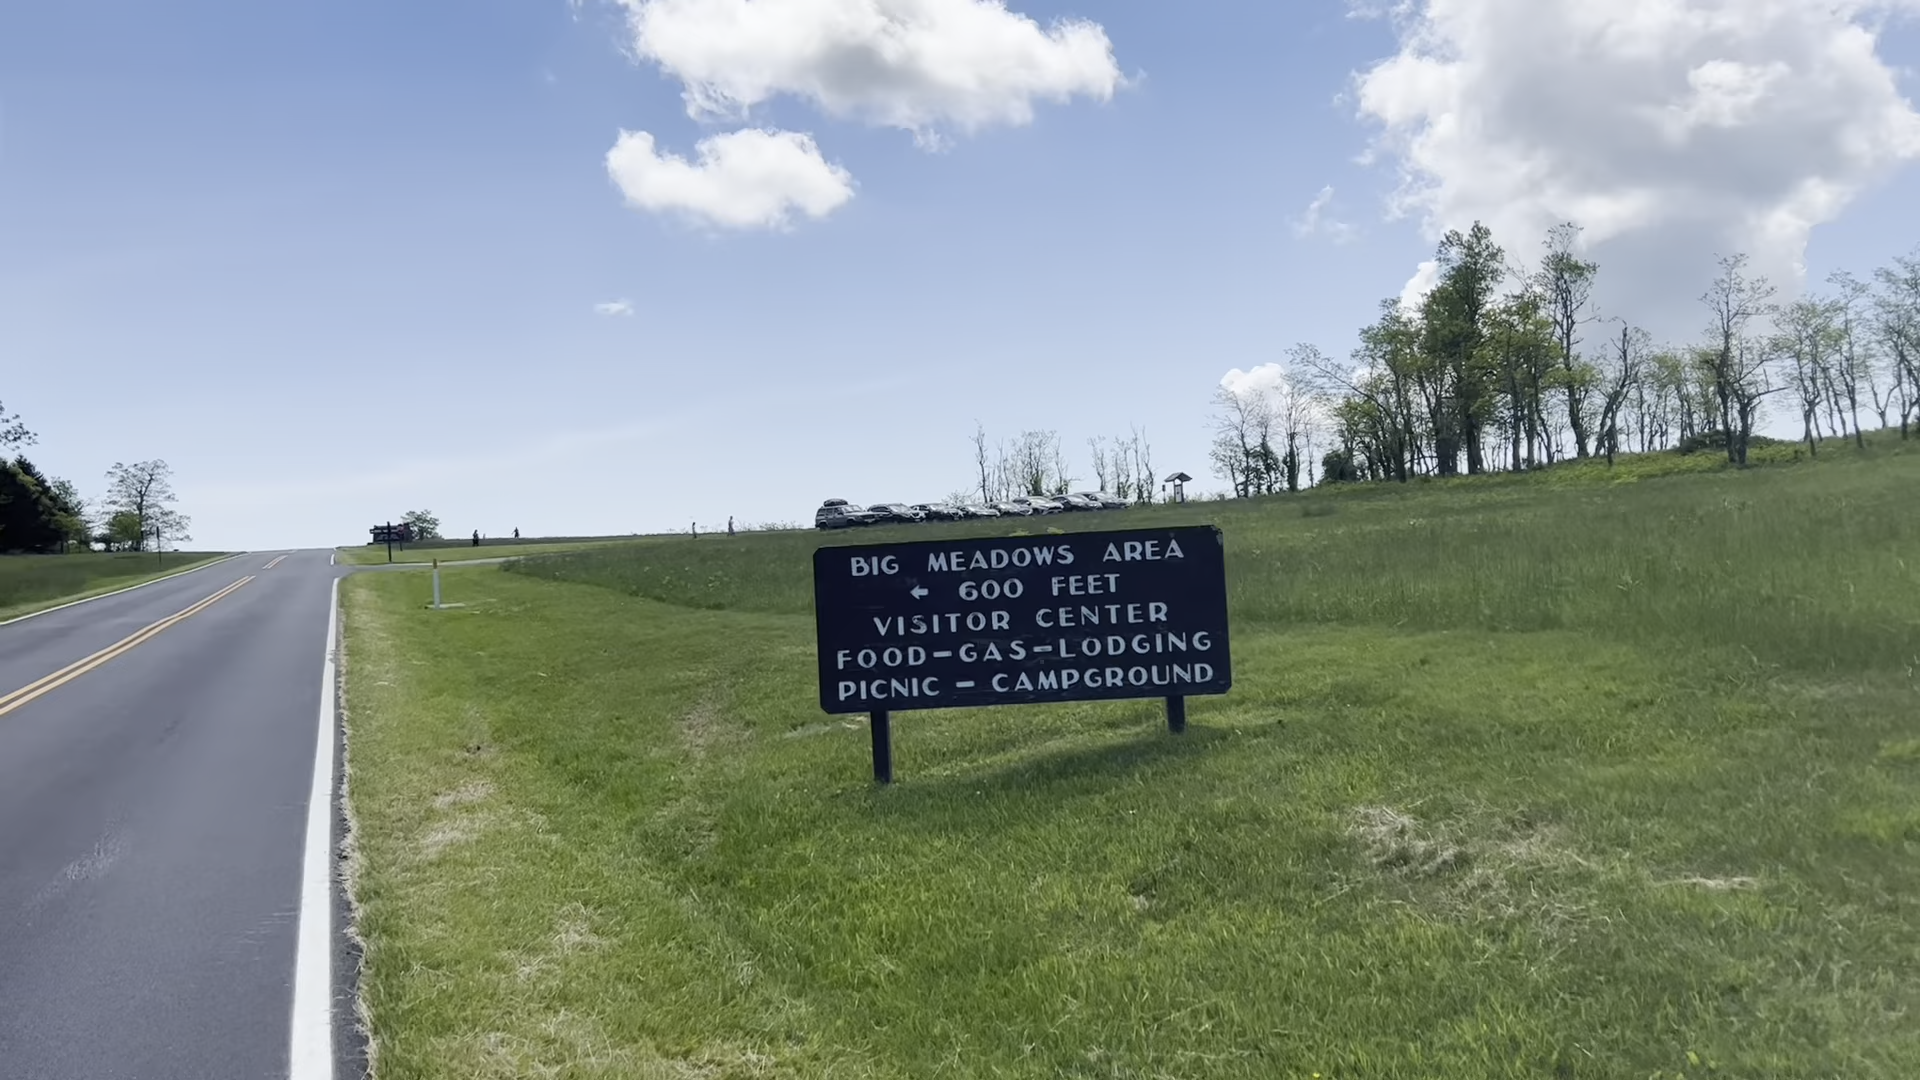 BIG MEADOWS AREA
← 600 FEET
VISITOR CENTER
FOOD-GAS-LODGING
PICNIC - CAMPGROUND